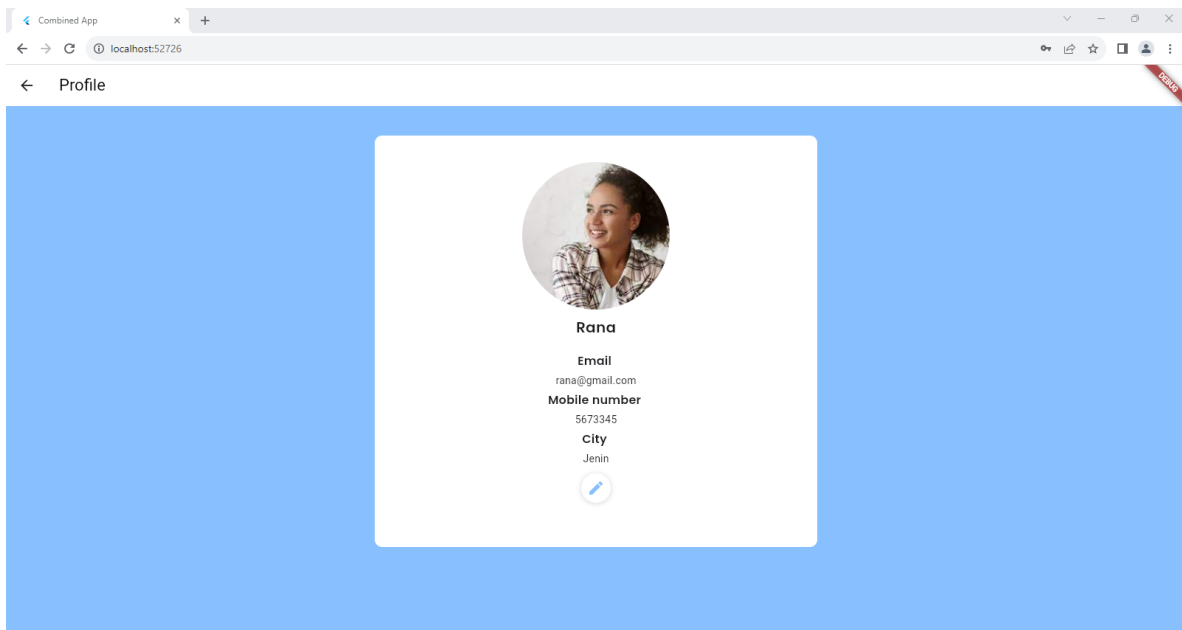 Combined App
localhost:52726
Profile
DEBUG
Rana
Email
rana@gmail.com
Mobile number
5673345
City
Jenin